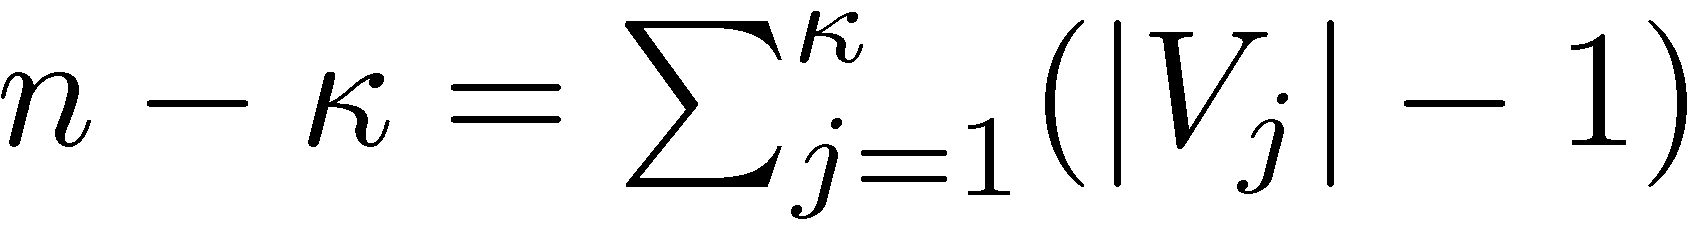 n − κ = ∑_{j=1}^{κ} (|V_j| − 1)